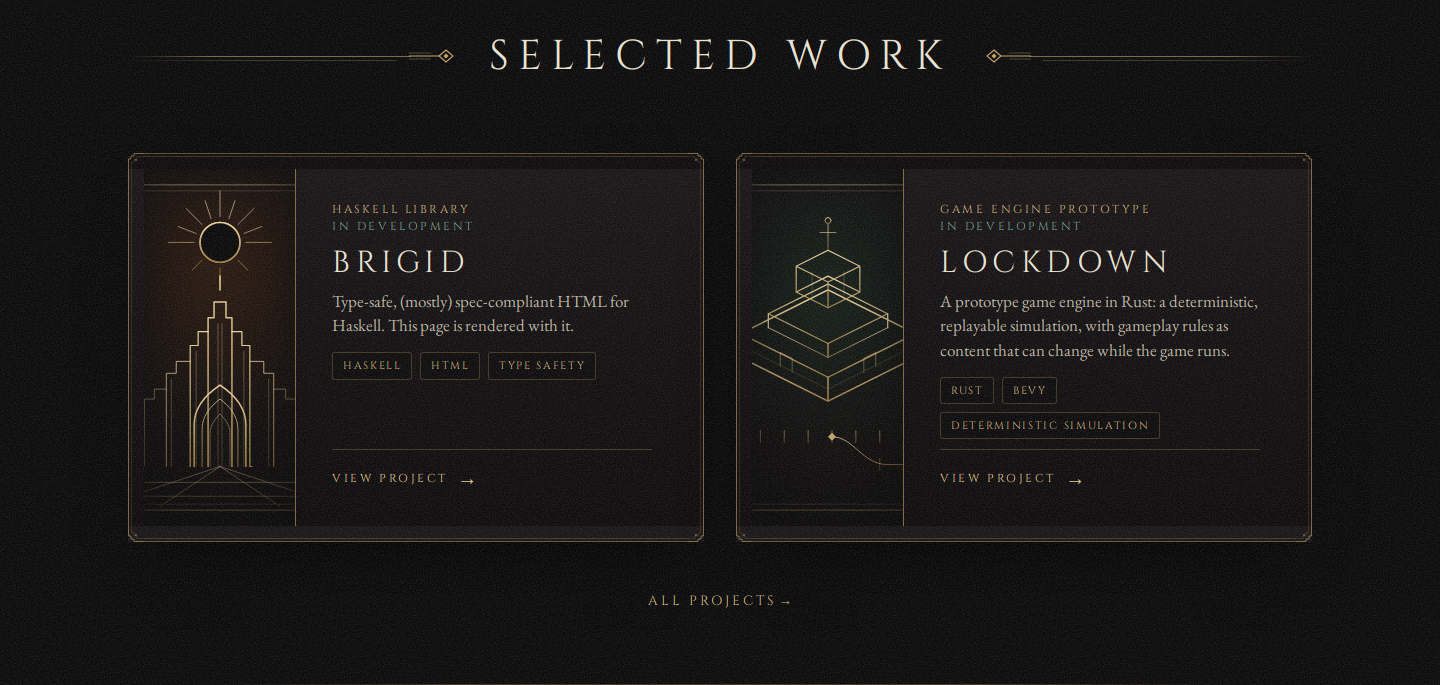 SELECTED WORK
HASKELL LIBRARY
IN DEVELOPMENT
BRIGID
Type-safe, (mostly) spec-compliant HTML for
Haskell. This page is rendered with it.
HASKELL HTML TYPE SAFETY
VIEW PROJECT →
GAME ENGINE PROTOTYPE
IN DEVELOPMENT
LOCKDOWN
A prototype game engine in Rust: a deterministic,
replayable simulation, with gameplay rules as
content that can change while the game runs.
RUST BEVY
DETERMINISTIC SIMULATION
VIEW PROJECT →
ALL PROJECTS →